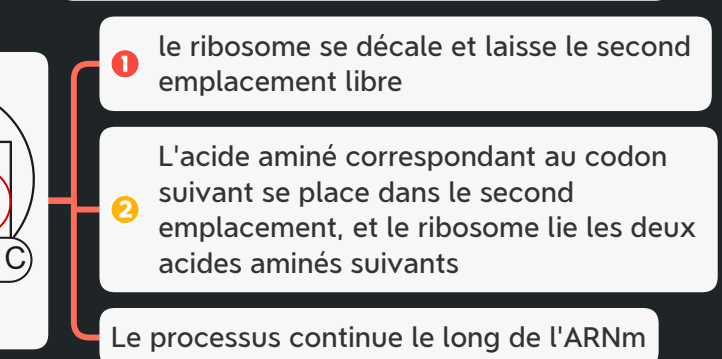 1 le ribosome se décale et laisse le second
emplacement libre
L'acide aminé correspondant au codon
2 suivant se place dans le second
emplacement, et le ribosome lie les deux
acides aminés suivants
C
Le processus continue le long de l'ARNm